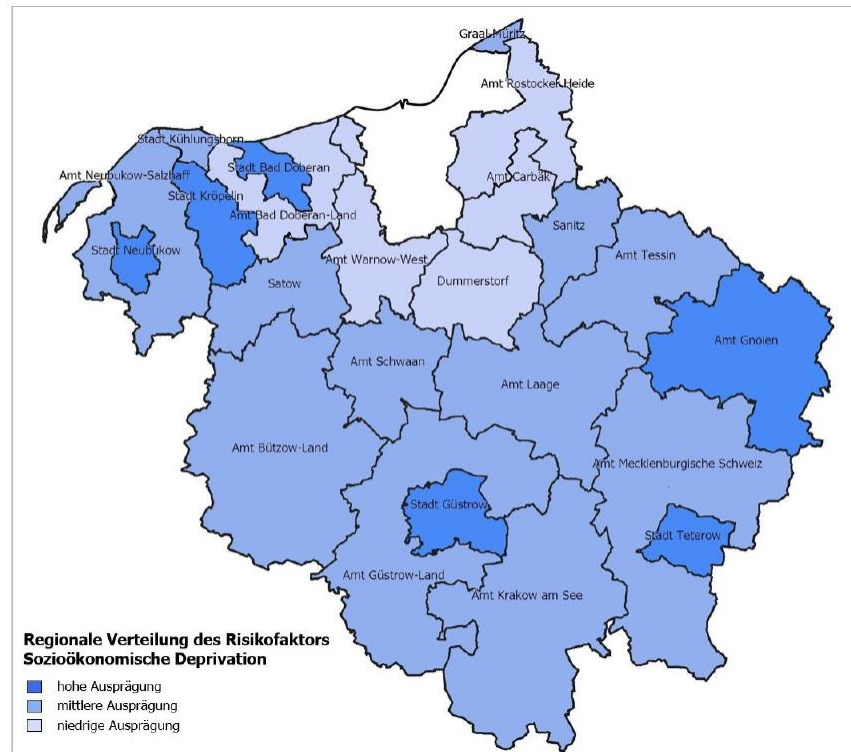 Graal-Müritz
Amt Rostocker Heide
Stadt Kühlungsborn
Stadt Bad Doberan
Amt Neubukow-Salzhaff
Amt Carbäk
Stadt Kröpelin
Amt Bad Doberan-Land
Sanitz
Stadt Neubukow
Amt Warnow-West
Amt Tessin
Satow
Dummerstorf
Amt Gnoien
Amt Schwaan
Amt Laage
Amt Bützow-Land
Amt Mecklenburgische Schweiz
Stadt Güstrow
Stadt Teterow
Amt Güstrow-Land
Amt Krakow am See
Regionale Verteilung des Risikofaktors
Sozioökonomische Deprivation
hohe Ausprägung
mittlere Ausprägung
niedrige Ausprägung